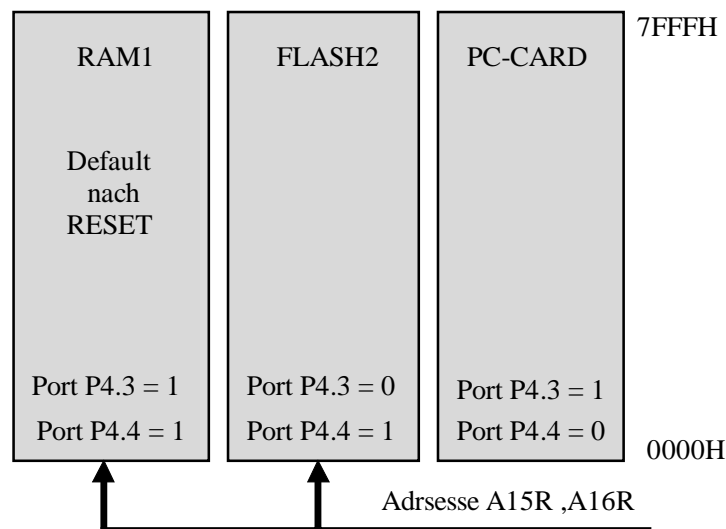 7FFFH
RAM1
Default
nach
RESET
Port P4.3 = 1
Port P4.4 = 1
FLASH2
Port P4.3 = 0
Port P4.4 = 1
PC-CARD
Port P4.3 = 1
Port P4.4 = 0
0000H
Adrsesse A15R ,A16R